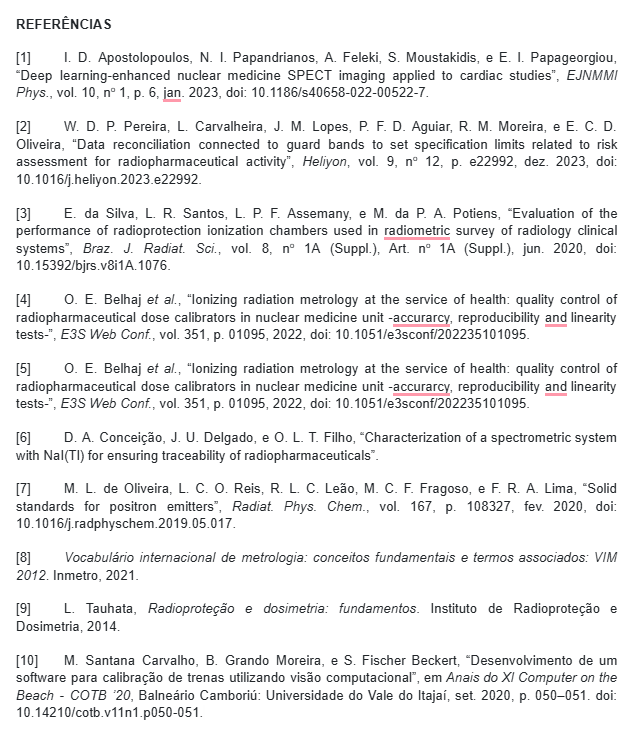 REFERÊNCIAS
[1] I. D. Apostolopoulos, N. I. Papandrianos, A. Feleki, S. Moustakidis, e E. I. Papageorgiou,
“Deep learning-enhanced nuclear medicine SPECT imaging applied to cardiac studies”, EJNMMI
Phys., vol. 10, nº 1, p. 6, jan. 2023, doi: 10.1186/s40658-022-00522-7.
[2] W. D. P. Pereira, L. Carvalheira, J. M. Lopes, P. F. D. Aguiar, R. M. Moreira, e E. C. D.
Oliveira, “Data reconciliation connected to guard bands to set specification limits related to risk
assessment for radiopharmaceutical activity”, Heliyon, vol. 9, nº 12, p. e22992, dez. 2023, doi:
10.1016/j.heliyon.2023.e22992.
[3] E. da Silva, L. R. Santos, L. P. F. Assemany, e M. da P. A. Potiens, “Evaluation of the
performance of radioprotection ionization chambers used in radiometric survey of radiology clinical
systems”, Braz. J. Radiat. Sci., vol. 8, nº 1A (Suppl.), Art. nº 1A (Suppl.), jun. 2020, doi:
10.15392/bjrs.v8i1A.1076.
[4] O. E. Belhaj et al., “Ionizing radiation metrology at the service of health: quality control of
radiopharmaceutical dose calibrators in nuclear medicine unit -accurarcy, reproducibility and linearity
tests-”, E3S Web Conf., vol. 351, p. 01095, 2022, doi: 10.1051/e3sconf/202235101095.
[5] O. E. Belhaj et al., “Ionizing radiation metrology at the service of health: quality control of
radiopharmaceutical dose calibrators in nuclear medicine unit -accurarcy, reproducibility and linearity
tests-”, E3S Web Conf., vol. 351, p. 01095, 2022, doi: 10.1051/e3sconf/202235101095.
[6] D. A. Conceição, J. U. Delgado, e O. L. T. Filho, “Characterization of a spectrometric system
with NaI(TI) for ensuring traceability of radiopharmaceuticals”.
[7] M. L. de Oliveira, L. C. O. Reis, R. L. C. Leão, M. C. F. Fragoso, e F. R. A. Lima, “Solid
standards for positron emitters”, Radiat. Phys. Chem., vol. 167, p. 108327, fev. 2020, doi:
10.1016/j.radphyschem.2019.05.017.
[8] Vocabulário internacional de metrologia: conceitos fundamentais e termos associados: VIM
2012. Inmetro, 2021.
[9] L. Tauhata, Radioproteção e dosimetria: fundamentos. Instituto de Radioproteção e
Dosimetria, 2014.
[10] M. Santana Carvalho, B. Grando Moreira, e S. Fischer Beckert, “Desenvolvimento de um
software para calibração de trenas utilizando visão computacional”, em Anais do XI Computer on the
Beach - COTB ’20, Balneário Camboriú: Universidade do Vale do Itajaí, set. 2020, p. 050–051. doi:
10.14210/cotb.v11n1.p050-051.